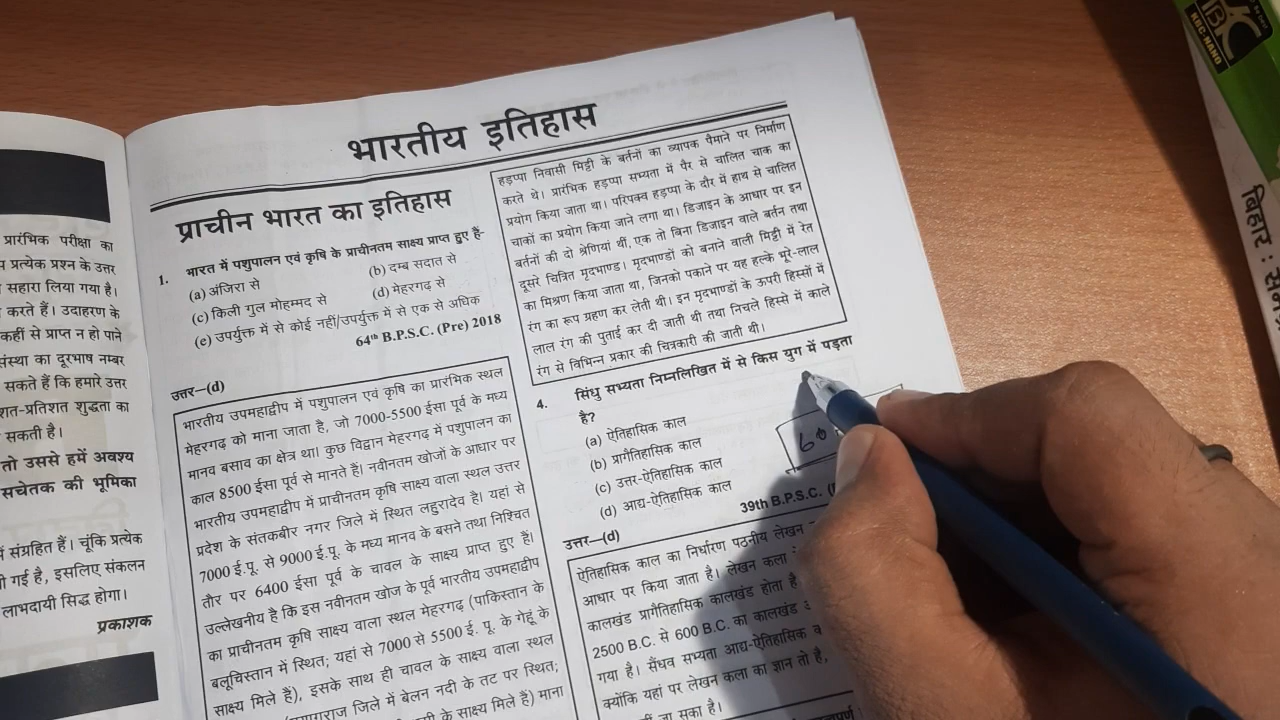 भारतीय इतिहास
प्राचीन भारत का इतिहास
1. भारत में पशुपालन एवं कृषि के प्राचीनतम साक्ष्य प्राप्त हुए हैं-
(a) अंजिरा से (b) दम्ब सदात से
(c) किली गुल मोहम्मद से (d) मेहरगढ़ से
(e) उपर्युक्त में से कोई नहीं/उपर्युक्त में से एक से अधिक
64th B.P.S.C. (Pre) 2018
उत्तर—(d)
भारतीय उपमहाद्वीप में पशुपालन एवं कृषि का प्रारंभिक स्थल
मेहरगढ़ को माना जाता है, जो 7000-5500 ईसा पूर्व के मध्य
मानव बसाव का क्षेत्र था। कुछ विद्वान मेहरगढ़ में पशुपालन का
काल 8500 ईसा पूर्व से मानते हैं। नवीनतम खोजों के आधार पर
भारतीय उपमहाद्वीप में प्राचीनतम कृषि साक्ष्य वाला स्थल उत्तर
प्रदेश के संतकबीर नगर जिले में स्थित लहुरादेव है। यहां से
7000 ई.पू. से 9000 ई.पू. के मध्य मानव के बसने तथा निश्चित
तौर पर 6400 ईसा पूर्व के चावल के साक्ष्य प्राप्त हुए हैं।
उल्लेखनीय है कि इस नवीनतम खोज के पूर्व भारतीय उपमहाद्वीप
का प्राचीनतम कृषि साक्ष्य वाला स्थल मेहरगढ़ (पाकिस्तान के
बलूचिस्तान में स्थित; यहां से 7000 से 5500 ई. पू. के गेहूं के
साक्ष्य मिले हैं), इसके साथ ही चावल के साक्ष्य वाला स्थल
जिले में बेलन नदी के तट पर स्थित;
के साक्ष्य मिले हैं) माना
हड़प्पा निवासी मिट्टी के बर्तनों का व्यापक पैमाने पर निर्माण
करते थे। प्रारंभिक हड़प्पा सभ्यता में पैर से चालित चाक का
प्रयोग किया जाता था। परिपक्व हड़प्पा के दौर में हाथ से चालित
चाकों का प्रयोग किया जाने लगा था। डिजाइन के आधार पर इन
बर्तनों की दो श्रेणियां थीं, एक तो बिना डिजाइन वाले बर्तन तथा
दूसरे चित्रित मृदभाण्ड। मृदभाण्डों को बनाने वाली मिट्टी में रेत
का मिश्रण किया जाता था, जिनको पकाने पर यह हल्के भूरे-लाल
रंग का रूप ग्रहण कर लेती थी। इन मृदभाण्डों के ऊपरी हिस्सों में
लाल रंग की पुताई कर दी जाती थी तथा निचले हिस्से में काले
रंग से विभिन्न प्रकार की चित्रकारी की जाती थी।
4. सिंधु सभ्यता निम्नलिखित में से किस युग में पड़ता
है?
(a) ऐतिहासिक काल
(b) प्रागैतिहासिक काल
(c) उत्तर-ऐतिहासिक काल
(d) आद्य-ऐतिहासिक काल
39th B.P.S.C.
उत्तर—(d)
ऐतिहासिक काल का निर्धारण पठनीय लेखन
आधार पर किया जाता है। लेखन कला
कालखंड प्रागैतिहासिक कालखंड होता है
2500 B.C. से 600 B.C. का कालखंड
गया है। सैंधव सभ्यता आद्य-ऐतिहासिक
क्योंकि यहां पर लेखन कला का ज्ञान तो है,
जा सका है।
प्रारंभिक परीक्षा का
प्रत्येक प्रश्न के उत्तर
सहारा लिया गया है।
करते हैं। उदाहरण के
कहीं से प्राप्त न हो पाने
संस्था का दूरभाष नम्बर
सकते हैं कि हमारे उत्तर
शत-प्रतिशत शुद्धता का
सकती है।
तो उससे हमें अवश्य
सचेतक की भूमिका
में संग्रहित हैं। चूंकि प्रत्येक
गई है, इसलिए संकलन
लाभदायी सिद्ध होगा।
प्रकाशक
KBC-NANO
बिहार :